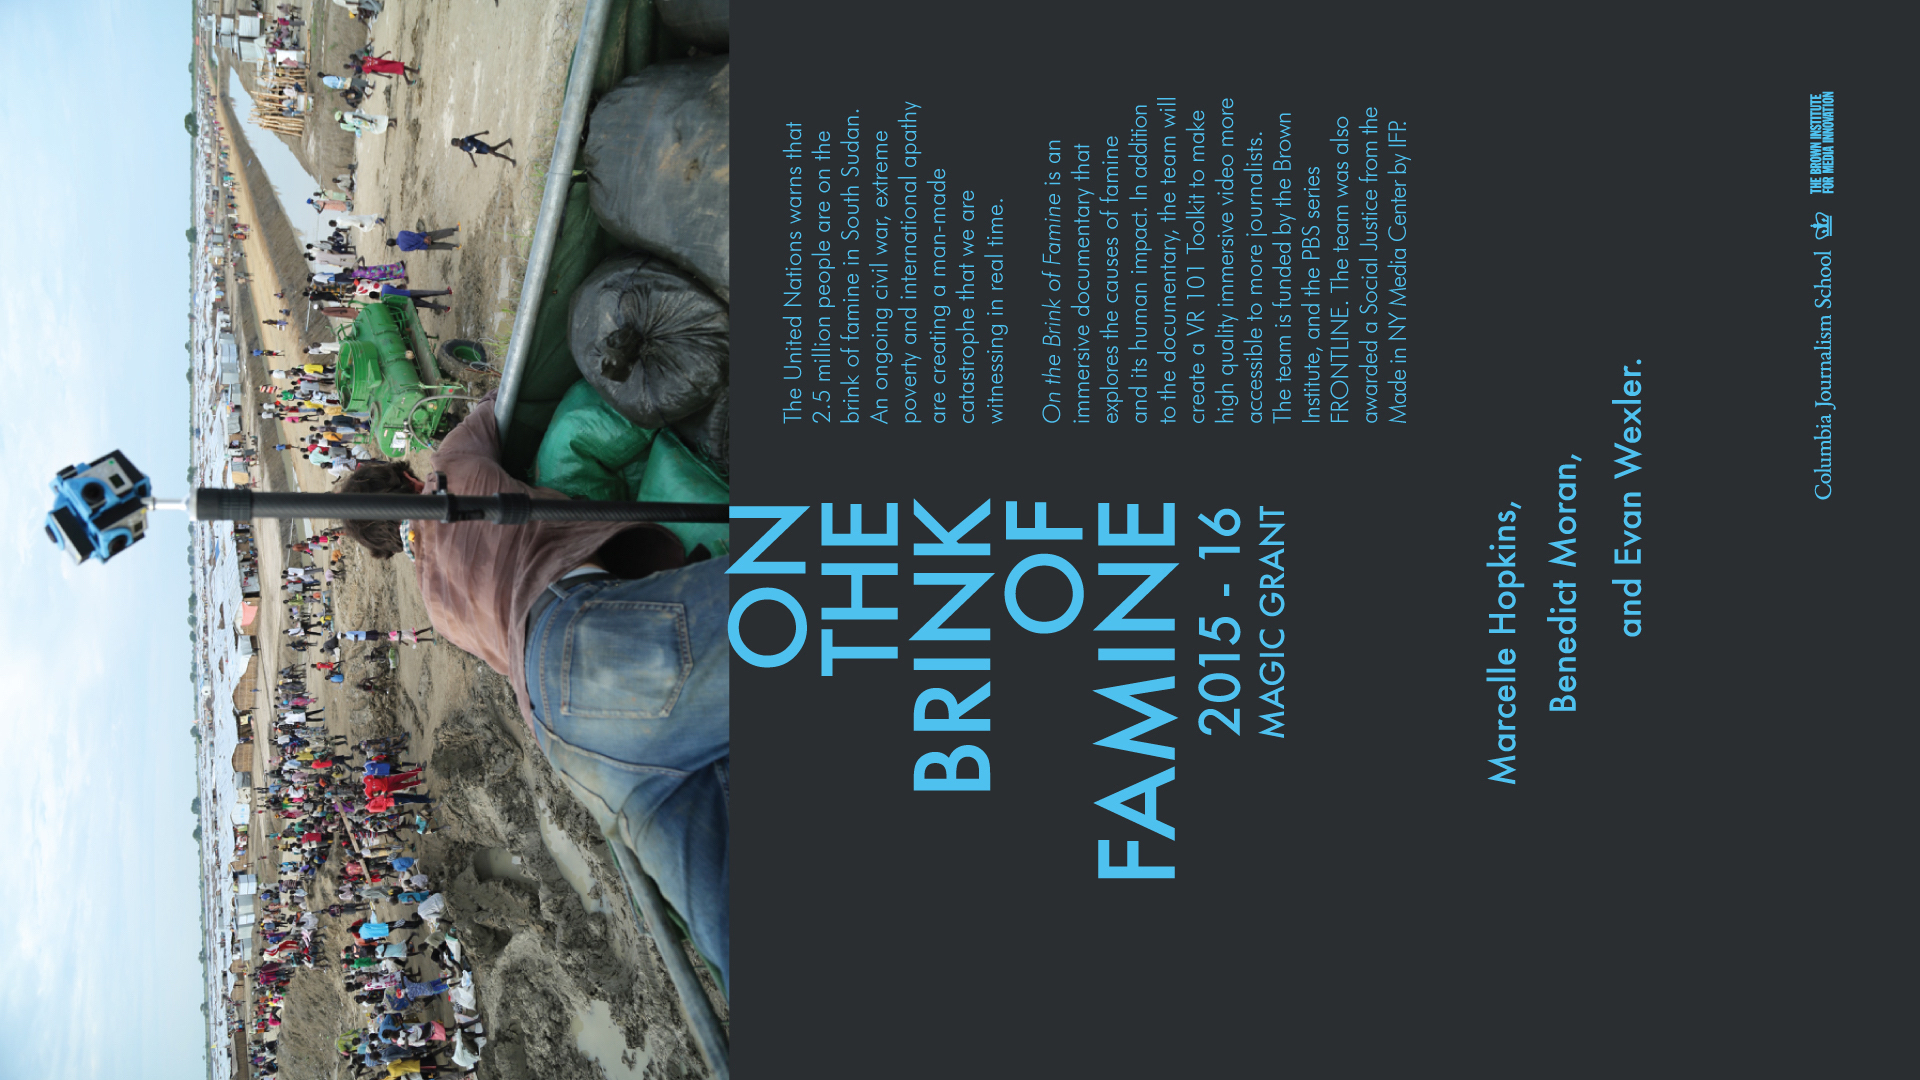 ON
THE
BRINK
OF
FAMINE
2015 - 16
MAGIC GRANT
The United Nations warns that
2.5 million people are on the
brink of famine in South Sudan.
An ongoing civil war, extreme
poverty and international apathy
are creating a man-made
catastrophe that we are
witnessing in real time.
On the Brink of Famine is an
immersive documentary that
explores the causes of famine
and its human impact. In addition
to the documentary, the team will
create a VR 101 Toolkit to make
high quality immersive video more
accessible to more journalists.
The team is funded by the Brown
Institute, and the PBS series
FRONTLINE. The team was also
awarded a Social Justice from the
Made in NY Media Center by IFP.
Marcelle Hopkins,
Benedict Moran,
and Evan Wexler.
Columbia Journalism School
THE BROWN INSTITUTE
FOR MEDIA INNOVATION